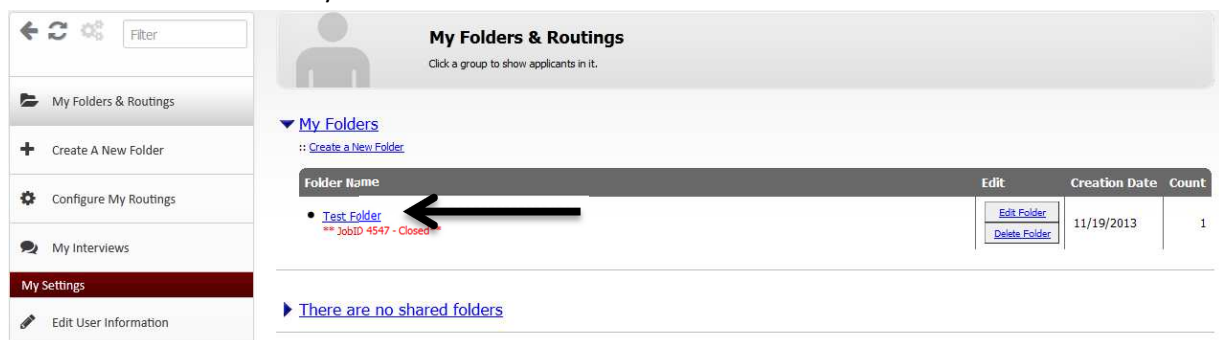 Filter
My Folders & Routings
Create A New Folder
Configure My Routings
My Interviews
My Settings
Edit User Information
My Folders & Routings
Click a group to show applicants in it.
My Folders
:: Create a New Folder
Folder Name Edit Creation Date Count
Test Folder Edit Folder 11/19/2013 1
** JobID 4547 - Closed ** Delete Folder
There are no shared folders